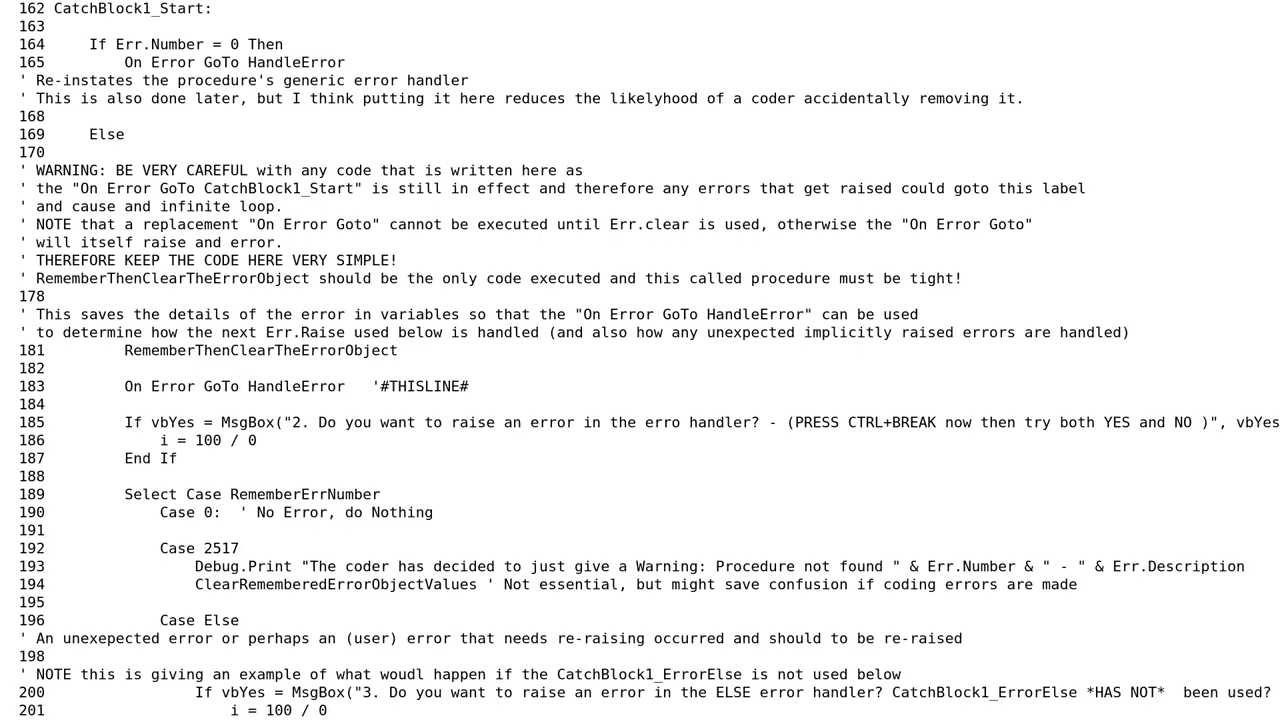 162 CatchBlock1_Start:
163
164     If Err.Number = 0 Then
165         On Error GoTo HandleError
' Re-instates the procedure's generic error handler
' This is also done later, but I think putting it here reduces the likelyhood of a coder accidentally removing it.
168
169     Else
170
' WARNING: BE VERY CAREFUL with any code that is written here as
' the "On Error GoTo CatchBlock1_Start" is still in effect and therefore any errors that get raised could goto this label
' and cause and infinite loop.
' NOTE that a replacement "On Error Goto" cannot be executed until Err.clear is used, otherwise the "On Error Goto"
' will itself raise and error.
' THEREFORE KEEP THE CODE HERE VERY SIMPLE!
' RememberThenClearTheErrorObject should be the only code executed and this called procedure must be tight!
178
' This saves the details of the error in variables so that the "On Error GoTo HandleError" can be used
' to determine how the next Err.Raise used below is handled (and also how any unexpected implicitly raised errors are handled)
181         RememberThenClearTheErrorObject
182
183         On Error GoTo HandleError   '#THISLINE#
184
185         If vbYes = MsgBox("2. Do you want to raise an error in the erro handler? - (PRESS CTRL+BREAK now then try both YES and NO )", vbYes
186             i = 100 / 0
187         End If
188
189         Select Case RememberErrNumber
190             Case 0:  ' No Error, do Nothing
191
192             Case 2517
193                 Debug.Print "The coder has decided to just give a Warning: Procedure not found " & Err.Number & " - " & Err.Description
194                 ClearRememberedErrorObjectValues ' Not essential, but might save confusion if coding errors are made
195
196             Case Else
' An unexepected error or perhaps an (user) error that needs re-raising occurred and should to be re-raised
198
' NOTE this is giving an example of what woudl happen if the CatchBlock1_ErrorElse is not used below
200                 If vbYes = MsgBox("3. Do you want to raise an error in the ELSE error handler? CatchBlock1_ErrorElse *HAS NOT*  been used?
201                     i = 100 / 0